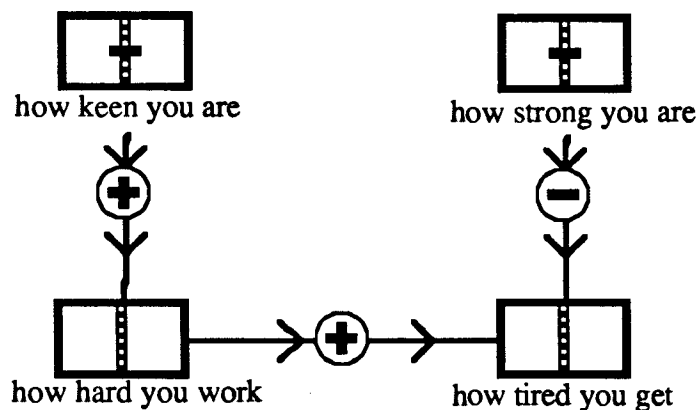 how keen you are
how strong you are
+
−
+
how hard you work
how tired you get